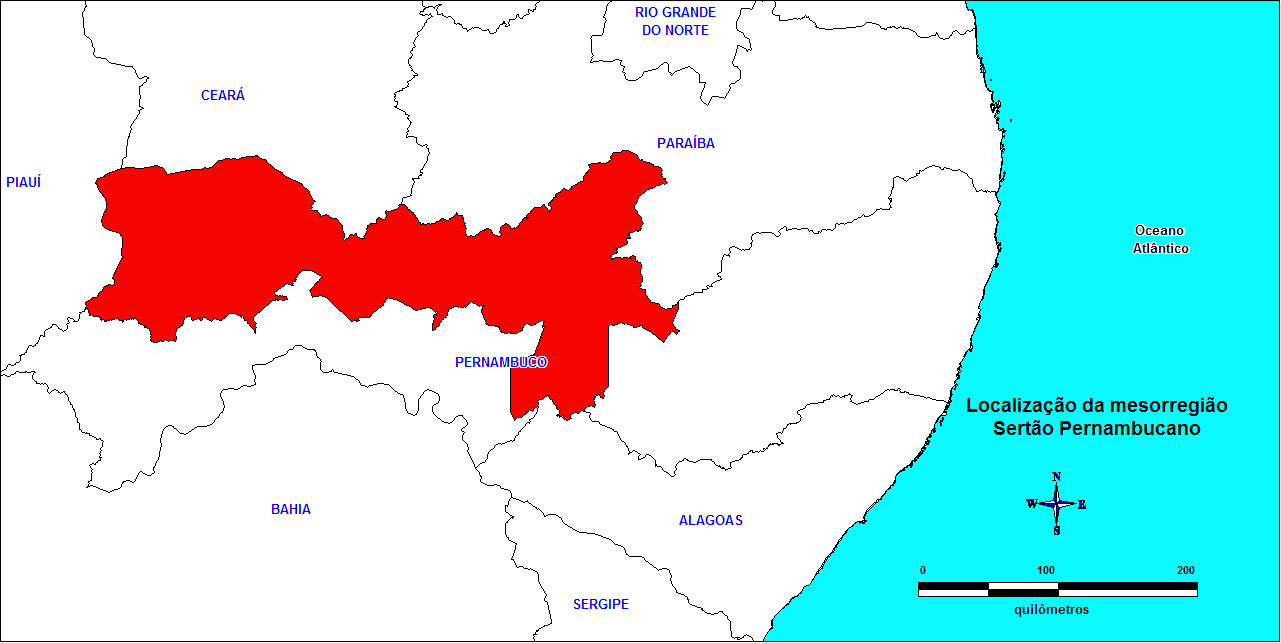 RIO GRANDE
DO NORTE
CEARÁ
PARAÍBA
PIAUÍ
Oceano
Atlântico
PERNAMBUCO
Localização da mesorregião
Sertão Pernambucano
N
W E
S
BAHIA
ALAGOAS
SERGIPE
0 100 200
quilómetros